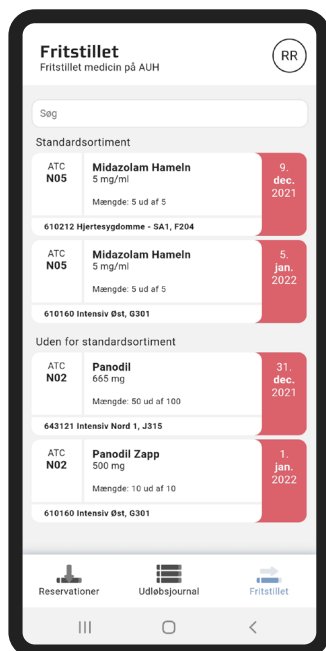 Fritstillet
Fritstillet medicin på AUH
RR
Søg
Standardsortiment
ATC
N05
Midazolam Hameln
5 mg/ml
Mængde: 5 ud af 5
9.
dec.
2021
610212 Hjertesygdomme - SA1, F204
ATC
N05
Midazolam Hameln
5 mg/ml
Mængde: 5 ud af 5
5.
jan.
2022
610160 Intensiv Øst, G301
Uden for standardsortiment
ATC
N02
Panodil
665 mg
Mængde: 50 ud af 100
31.
dec.
2021
643121 Intensiv Nord 1, J315
ATC
N02
Panodil Zapp
500 mg
Mængde: 10 ud af 10
1.
jan.
2022
610160 Intensiv Øst, G301
Reservationer
Udløbsjournal
Fritstillet